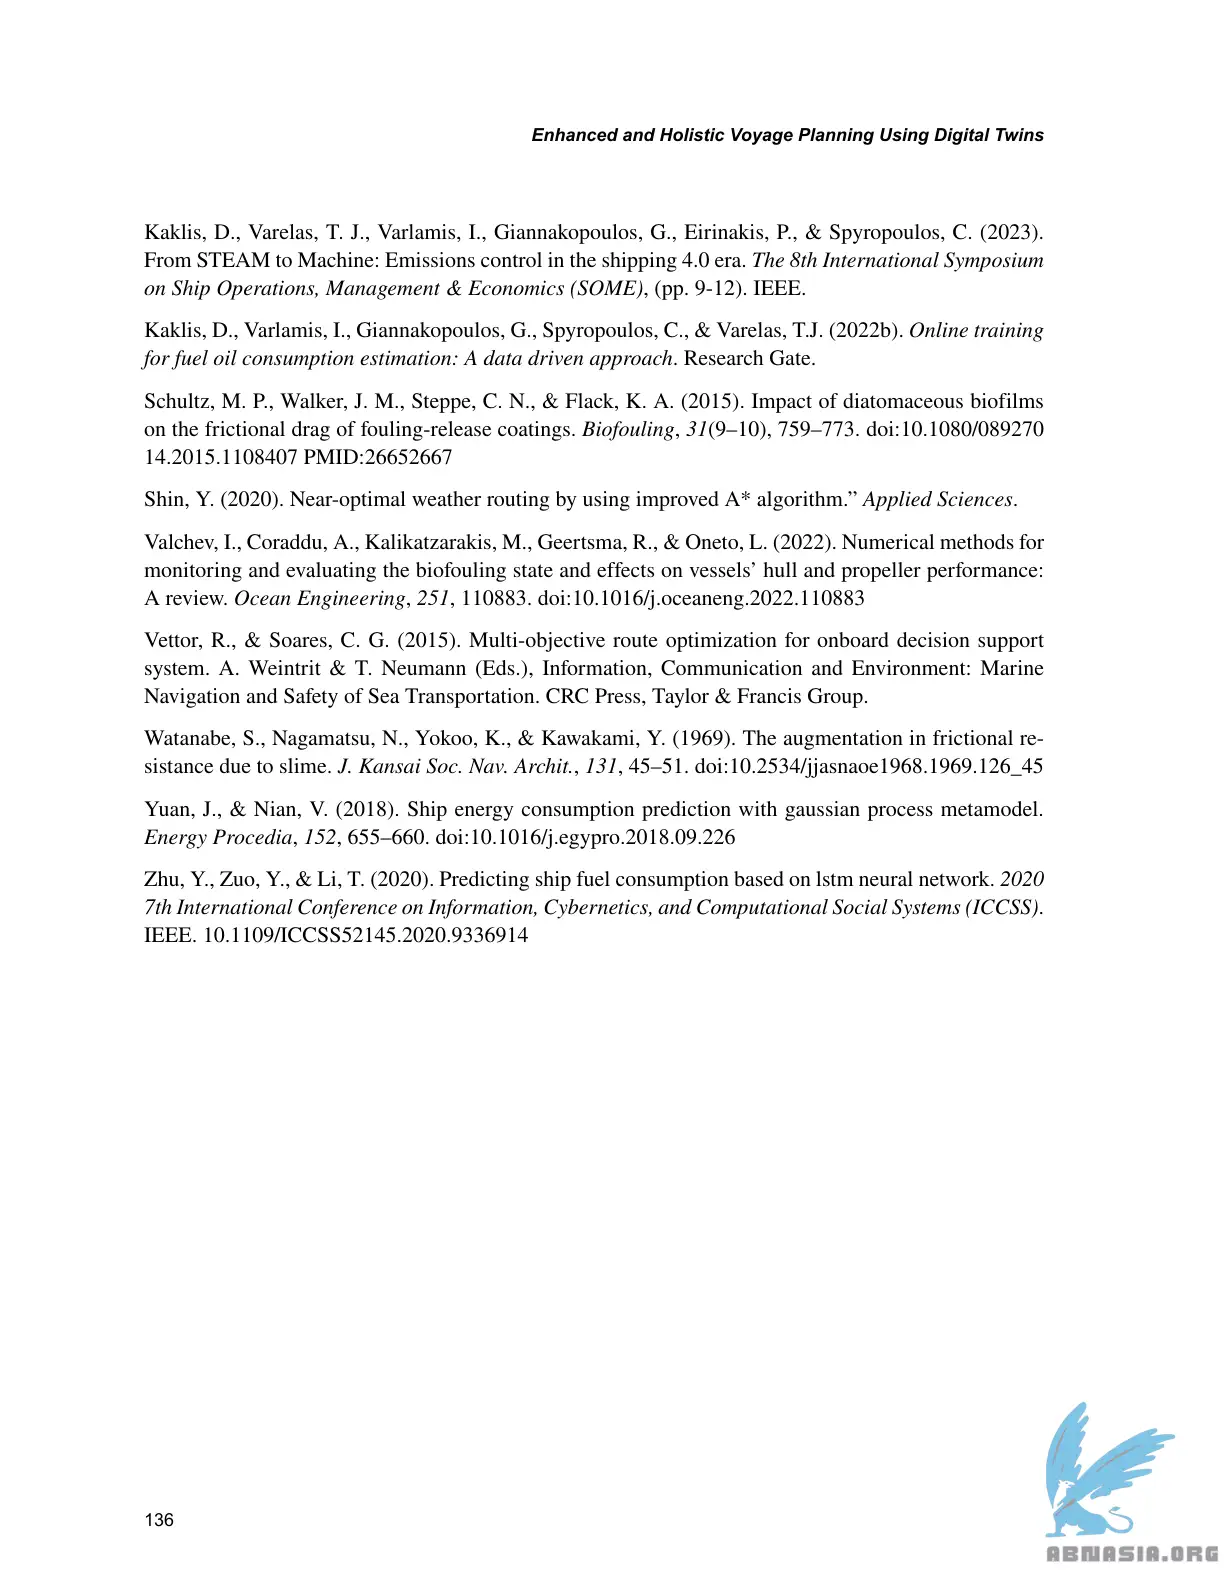 Enhanced and Holistic Voyage Planning Using Digital Twins
Kaklis, D., Varelas, T. J., Varlamis, I., Giannakopoulos, G., Eirinakis, P., & Spyropoulos, C. (2023).
From STEAM to Machine: Emissions control in the shipping 4.0 era. The 8th International Symposium
on Ship Operations, Management & Economics (SOME), (pp. 9-12). IEEE.
Kaklis, D., Varlamis, I., Giannakopoulos, G., Spyropoulos, C., & Varelas, T.J. (2022b). Online training
for fuel oil consumption estimation: A data driven approach. Research Gate.
Schultz, M. P., Walker, J. M., Steppe, C. N., & Flack, K. A. (2015). Impact of diatomaceous biofilms
on the frictional drag of fouling-release coatings. Biofouling, 31(9–10), 759–773. doi:10.1080/089270
14.2015.1108407 PMID:26652667
Shin, Y. (2020). Near-optimal weather routing by using improved A* algorithm.” Applied Sciences.
Valchev, I., Coraddu, A., Kalikatzarakis, M., Geertsma, R., & Oneto, L. (2022). Numerical methods for
monitoring and evaluating the biofouling state and effects on vessels’ hull and propeller performance:
A review. Ocean Engineering, 251, 110883. doi:10.1016/j.oceaneng.2022.110883
Vettor, R., & Soares, C. G. (2015). Multi-objective route optimization for onboard decision support
system. A. Weintrit & T. Neumann (Eds.), Information, Communication and Environment: Marine
Navigation and Safety of Sea Transportation. CRC Press, Taylor & Francis Group.
Watanabe, S., Nagamatsu, N., Yokoo, K., & Kawakami, Y. (1969). The augmentation in frictional re-
sistance due to slime. J. Kansai Soc. Nav. Archit., 131, 45–51. doi:10.2534/jjasnaoe1968.1969.126_45
Yuan, J., & Nian, V. (2018). Ship energy consumption prediction with gaussian process metamodel.
Energy Procedia, 152, 655–660. doi:10.1016/j.egypro.2018.09.226
Zhu, Y., Zuo, Y., & Li, T. (2020). Predicting ship fuel consumption based on lstm neural network. 2020
7th International Conference on Information, Cybernetics, and Computational Social Systems (ICCSS).
IEEE. 10.1109/ICCSS52145.2020.9336914
136
ABNASIA.ORG